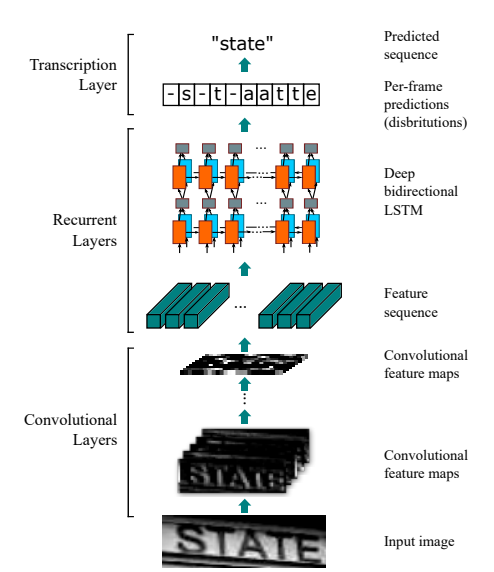 "state"
Predicted
sequence
Transcription
Layer
-s-t-aatte
Per-frame
predictions
(disbritutions)
Recurrent
Layers
Deep
bidirectional
LSTM
...
Feature
sequence
Convolutional
feature maps
Convolutional
Layers
STATE
Convolutional
feature maps
STATE
Input image